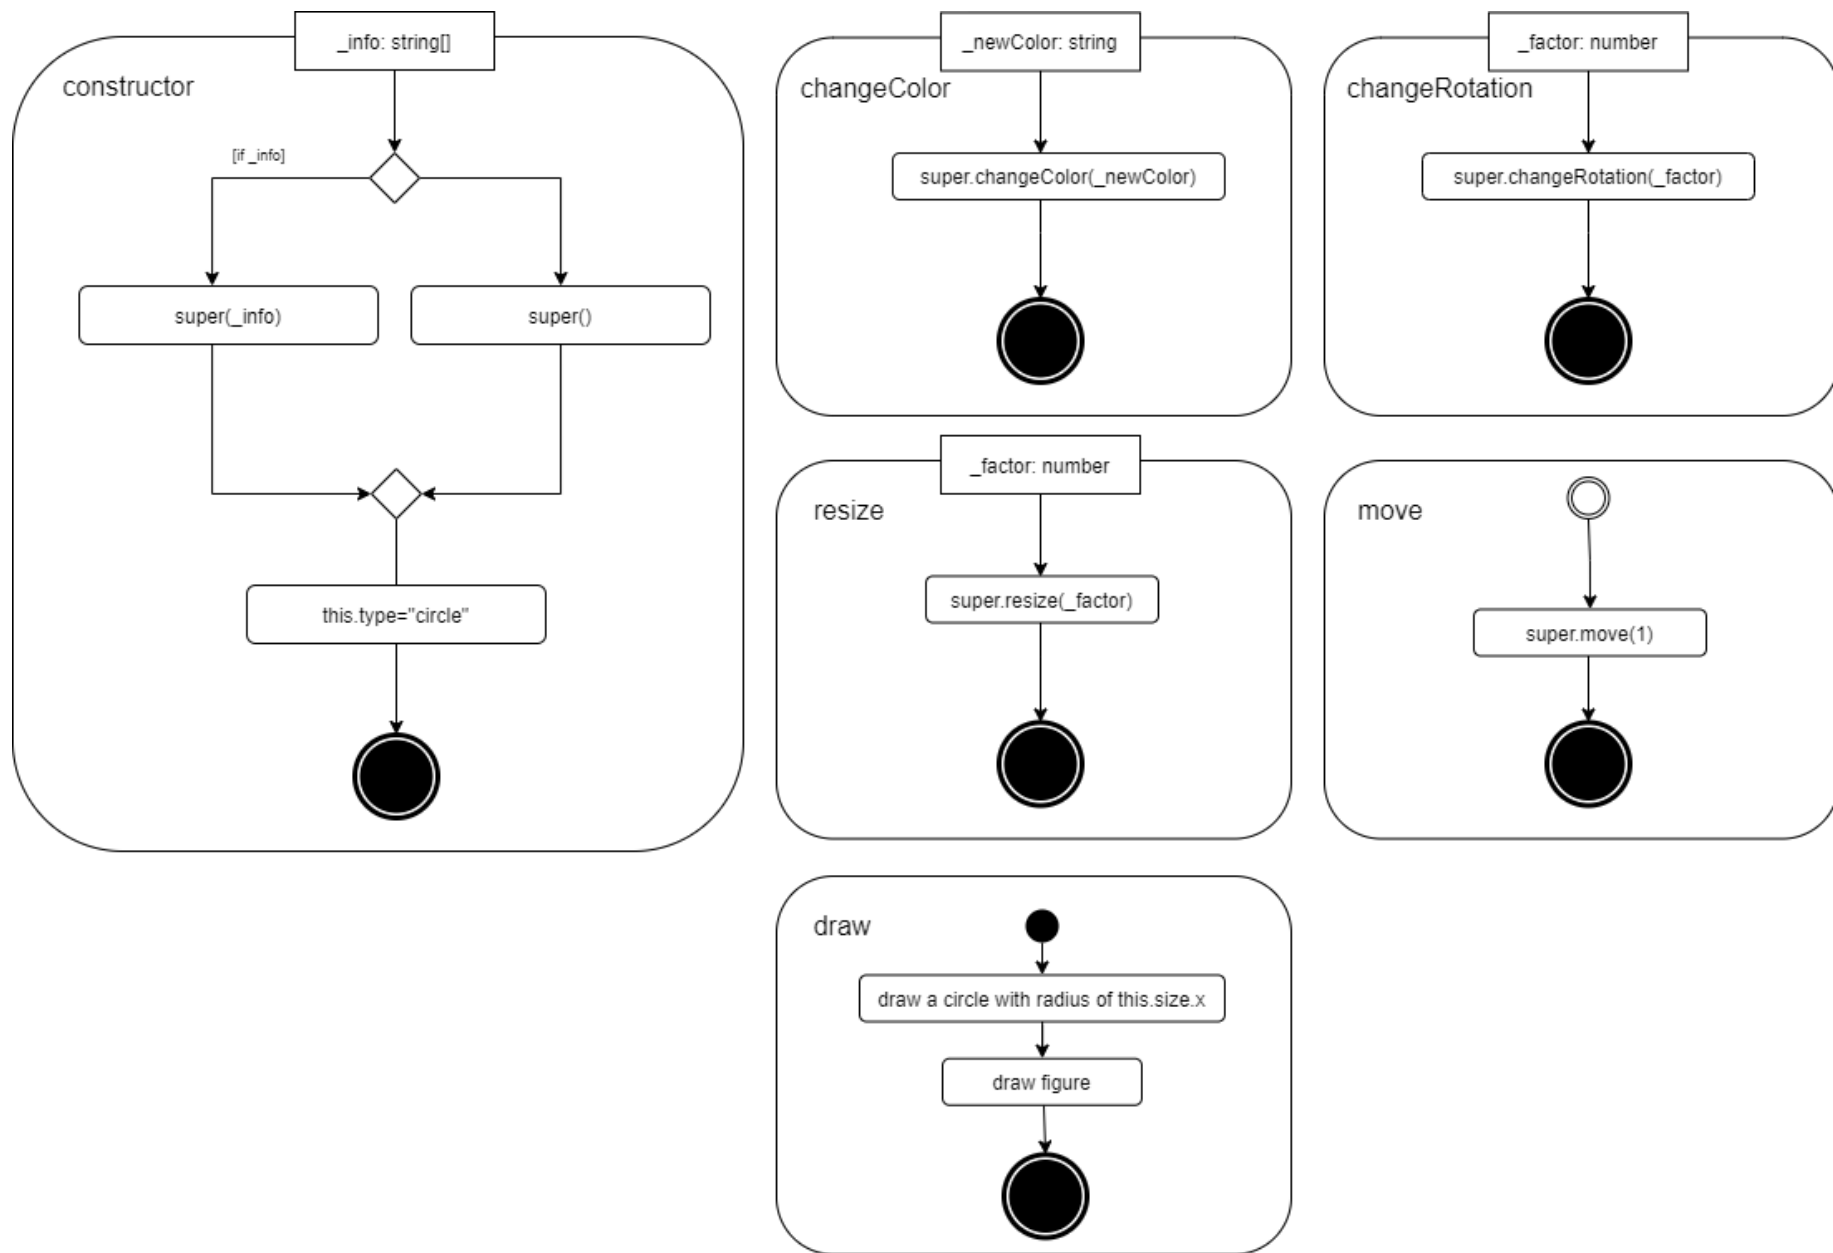 _info: string[]
constructor
[if _info]
super(_info)
super()
this.type="circle"
_newColor: string
changeColor
super.changeColor(_newColor)
_factor: number
changeRotation
super.changeRotation(_factor)
_factor: number
resize
super.resize(_factor)
move
super.move(1)
draw
draw a circle with radius of this.size.x
draw figure